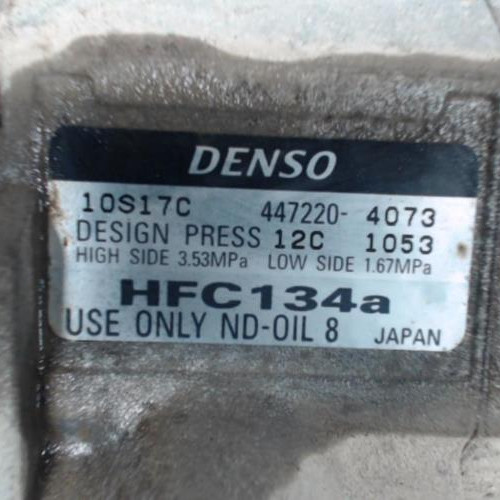 DENSO
10S17C 447220- 4073
DESIGN PRESS 12C 1053
HIGH SIDE 3.53MPa LOW SIDE 1.67MPa
HFC134a
USE ONLY ND-OIL 8 JAPAN